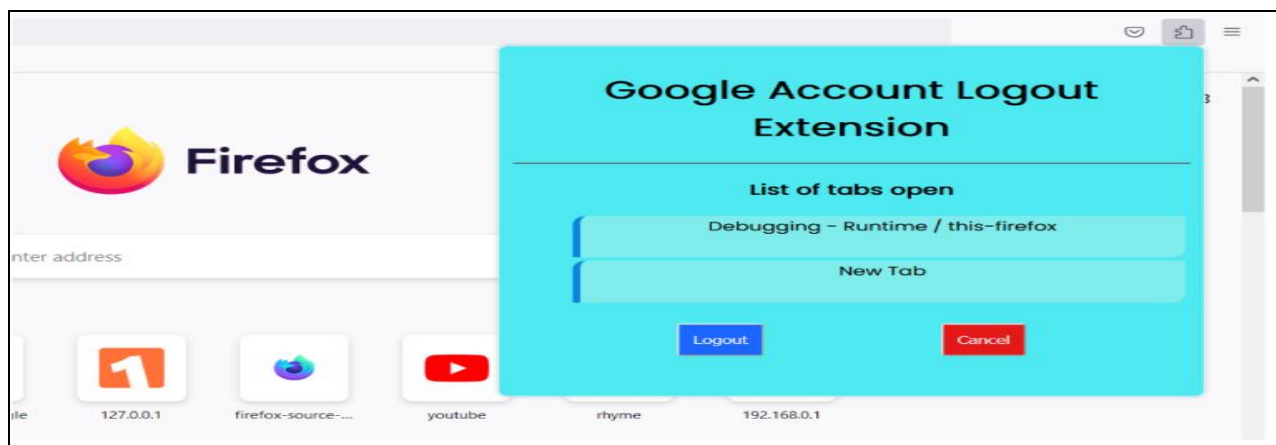 Google Account Logout
Extension
Firefox
List of tabs open
Debugging - Runtime / this-firefox
nter address
New Tab
Logout
Cancel
127.0.0.1
firefox-source-...
youtube
rhyme
192.168.0.1